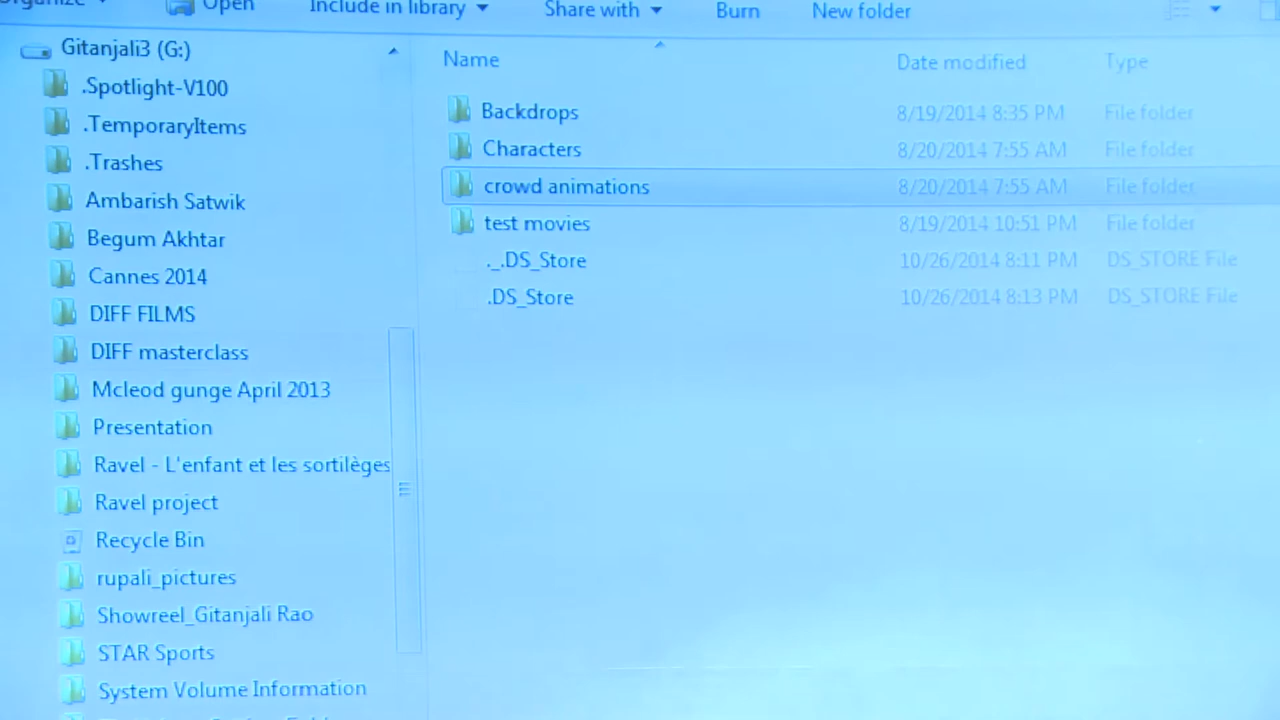 Organize Open Include in library Share with Burn New folder
Gitanjali3 (G:)
.Spotlight-V100
.TemporaryItems
.Trashes
Ambarish Satwik
Begum Akhtar
Cannes 2014
DIFF FILMS
DIFF masterclass
Mcleod gunge April 2013
Presentation
Ravel - L'enfant et les sortilèges
Ravel project
Recycle Bin
rupali_pictures
Showreel_Gitanjali Rao
STAR Sports
System Volume Information
Name Date modified Type
Backdrops 8/19/2014 8:35 PM File folder
Characters 8/20/2014 7:55 AM File folder
crowd animations 8/20/2014 7:55 AM File folder
test movies 8/19/2014 10:51 PM File folder
._.DS_Store 10/26/2014 8:11 PM DS_STORE File
.DS_Store 10/26/2014 8:13 PM DS_STORE File